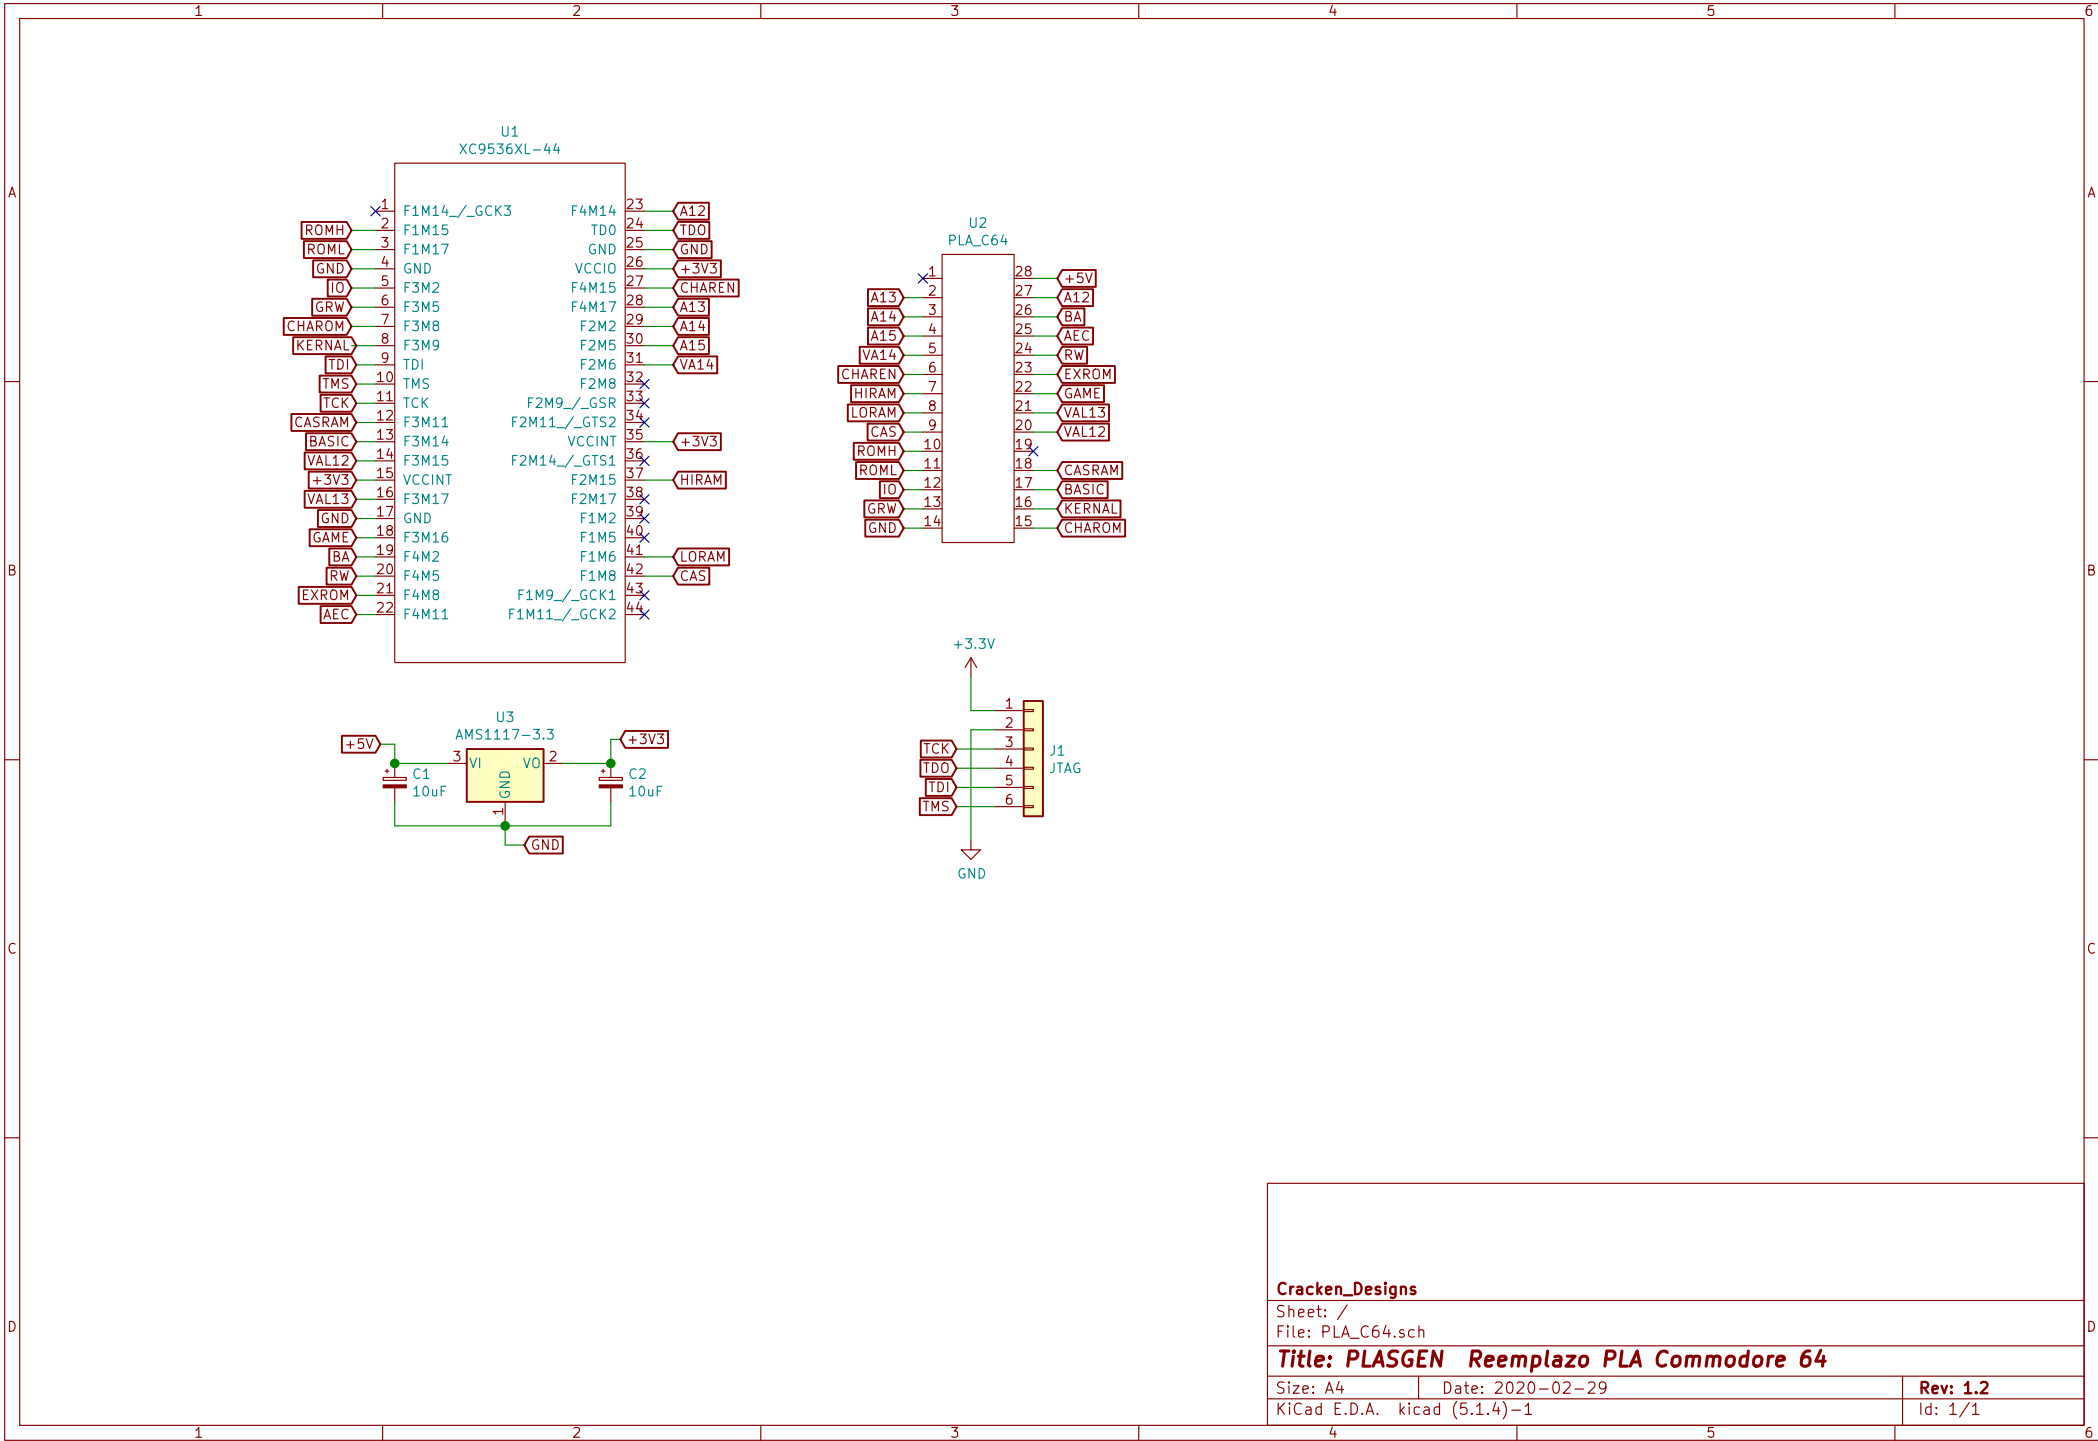 1 2 3 4 5 6
A A
B B
C C
D D
U1
XC9536XL-44
1 F1M14_/_GCK3
ROMH 2 F1M15
ROML 3 F1M17
GND 4 GND
IO 5 F3M2
GRW 6 F3M5
CHAROM 7 F3M8
KERNAL 8 F3M9
TDI 9 TDI
TMS 10 TMS
TCK 11 TCK
CASRAM 12 F3M11
BASIC 13 F3M14
VAL12 14 F3M15
+3V3 15 VCCINT
VAL13 16 F3M17
GND 17 GND
GAME 18 F3M16
BA 19 F4M2
RW 20 F4M5
EXROM 21 F4M8
AEC 22 F4M11
F4M14 23 A12
TDO 24 TDO
GND 25 GND
VCCIO 26 +3V3
F4M15 27 CHAREN
F4M17 28 A13
F2M2 29 A14
F2M5 30 A15
F2M6 31 VA14
F2M8 32
F2M9_/_GSR 33
F2M11_/_GTS2 34
VCCINT 35 +3V3
F2M14_/_GTS1 36
F2M15 37 HIRAM
F2M17 38
F1M2 39
F1M5 40
F1M6 41 LORAM
F1M8 42 CAS
F1M9_/_GCK1 43
F1M11_/_GCK2 44
U2
PLA_C64
1 28 +5V
A13 2 27 A12
A14 3 26 BA
A15 4 25 AEC
VA14 5 24 RW
CHAREN 6 23 EXROM
HIRAM 7 22 GAME
LORAM 8 21 VAL13
CAS 9 20 VAL12
ROMH 10 19
ROML 11 18 CASRAM
IO 12 17 BASIC
GRW 13 16 KERNAL
GND 14 15 CHAROM
U3
AMS1117-3.3
+5V +3V3
3 VI VO 2
GND
1
C1
10uF
C2
10uF
GND
+3.3V
1
2
TCK 3
TDO 4
TDI 5
TMS 6
J1
JTAG
GND
Cracken_Designs
Sheet: /
File: PLA_C64.sch
Title: PLASGEN Reemplazo PLA Commodore 64
Size: A4 Date: 2020-02-29 Rev: 1.2
KiCad E.D.A. kicad (5.1.4)-1 Id: 1/1
1 2 3 4 5 6